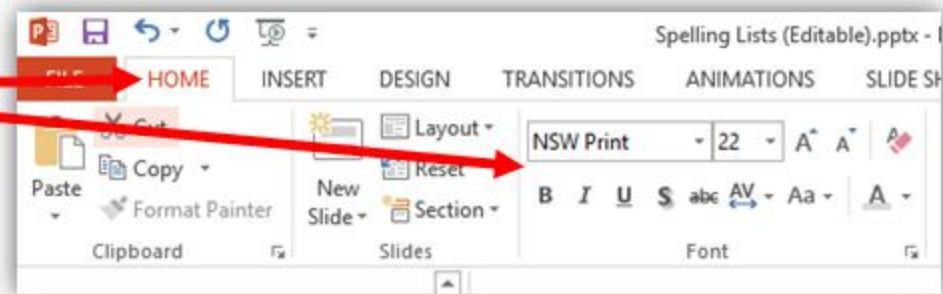 Spelling Lists (Editable).pptx -
FILE HOME INSERT DESIGN TRANSITIONS ANIMATIONS SLIDE SH
Cut
Copy
Format Painter
Paste
Clipboard
New
Slide
Layout
Reset
Section
Slides
NSW Print 22 A A
B I U S abc AV Aa A
Font